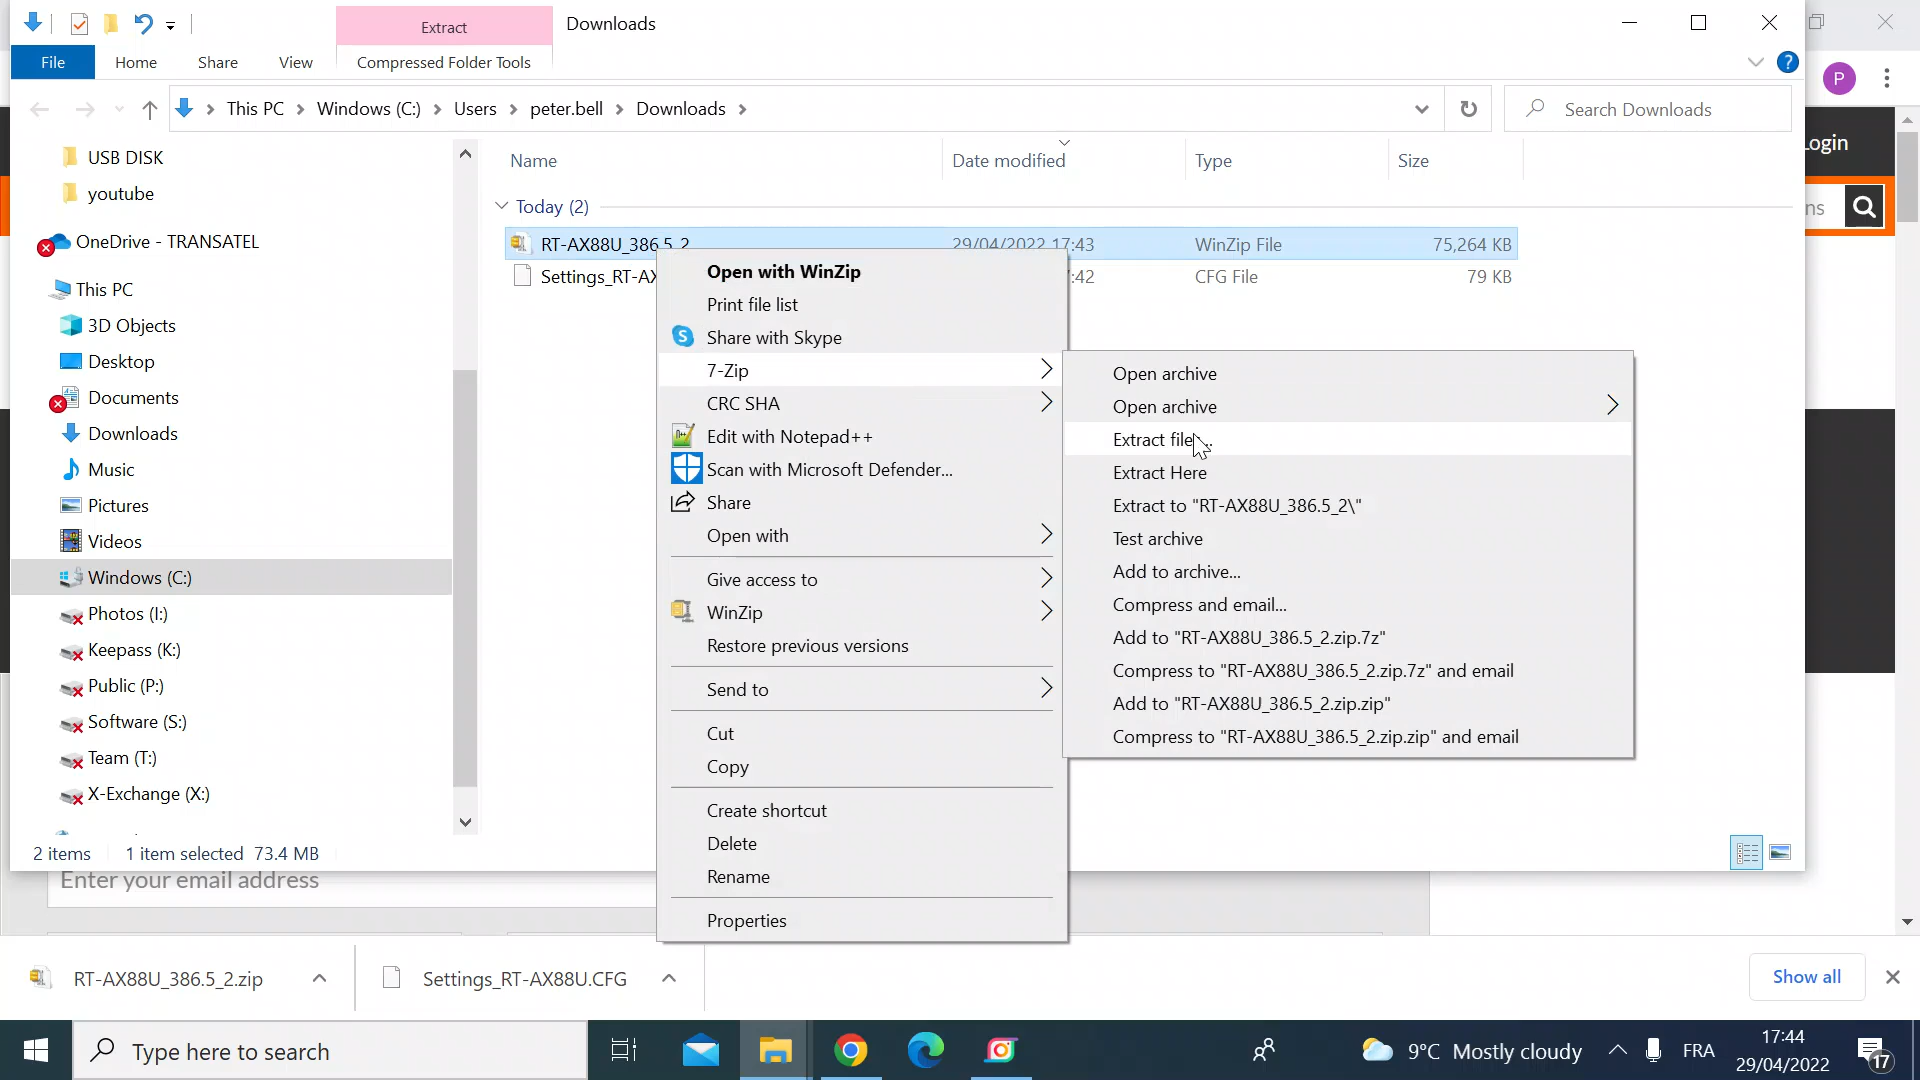 Extract
Downloads
File
Home
Share
View
Compressed Folder Tools
?
P
This PC
Windows (C:)
Users
peter.bell
Downloads
Search Downloads
Login
USB DISK
youtube
OneDrive - TRANSATEL
This PC
3D Objects
Desktop
Documents
Downloads
Music
Pictures
Videos
Windows (C:)
Photos (I:)
Keepass (K:)
Public (P:)
Software (S:)
Team (T:)
X-Exchange (X:)
Name
Date modified
Type
Size
Today (2)
RT-AX88U_386.5_2
29/04/2022 17:43
WinZip File
75,264 KB
Settings_RT-AX
:42
CFG File
79 KB
ns
Open with WinZip
Print file list
Share with Skype
7-Zip
CRC SHA
Edit with Notepad++
Scan with Microsoft Defender...
Share
Open with
Give access to
WinZip
Restore previous versions
Send to
Cut
Copy
Create shortcut
Delete
Rename
Properties
Open archive
Open archive
Extract file...
Extract Here
Extract to "RT-AX88U_386.5_2\"
Test archive
Add to archive...
Compress and email...
Add to "RT-AX88U_386.5_2.zip.7z"
Compress to "RT-AX88U_386.5_2.zip.7z" and email
Add to "RT-AX88U_386.5_2.zip.zip"
Compress to "RT-AX88U_386.5_2.zip.zip" and email
2 items
1 item selected 73.4 MB
Enter your email address
RT-AX88U_386.5_2.zip
Settings_RT-AX88U.CFG
Show all
Type here to search
9°C Mostly cloudy
FRA
17:44
29/04/2022
17